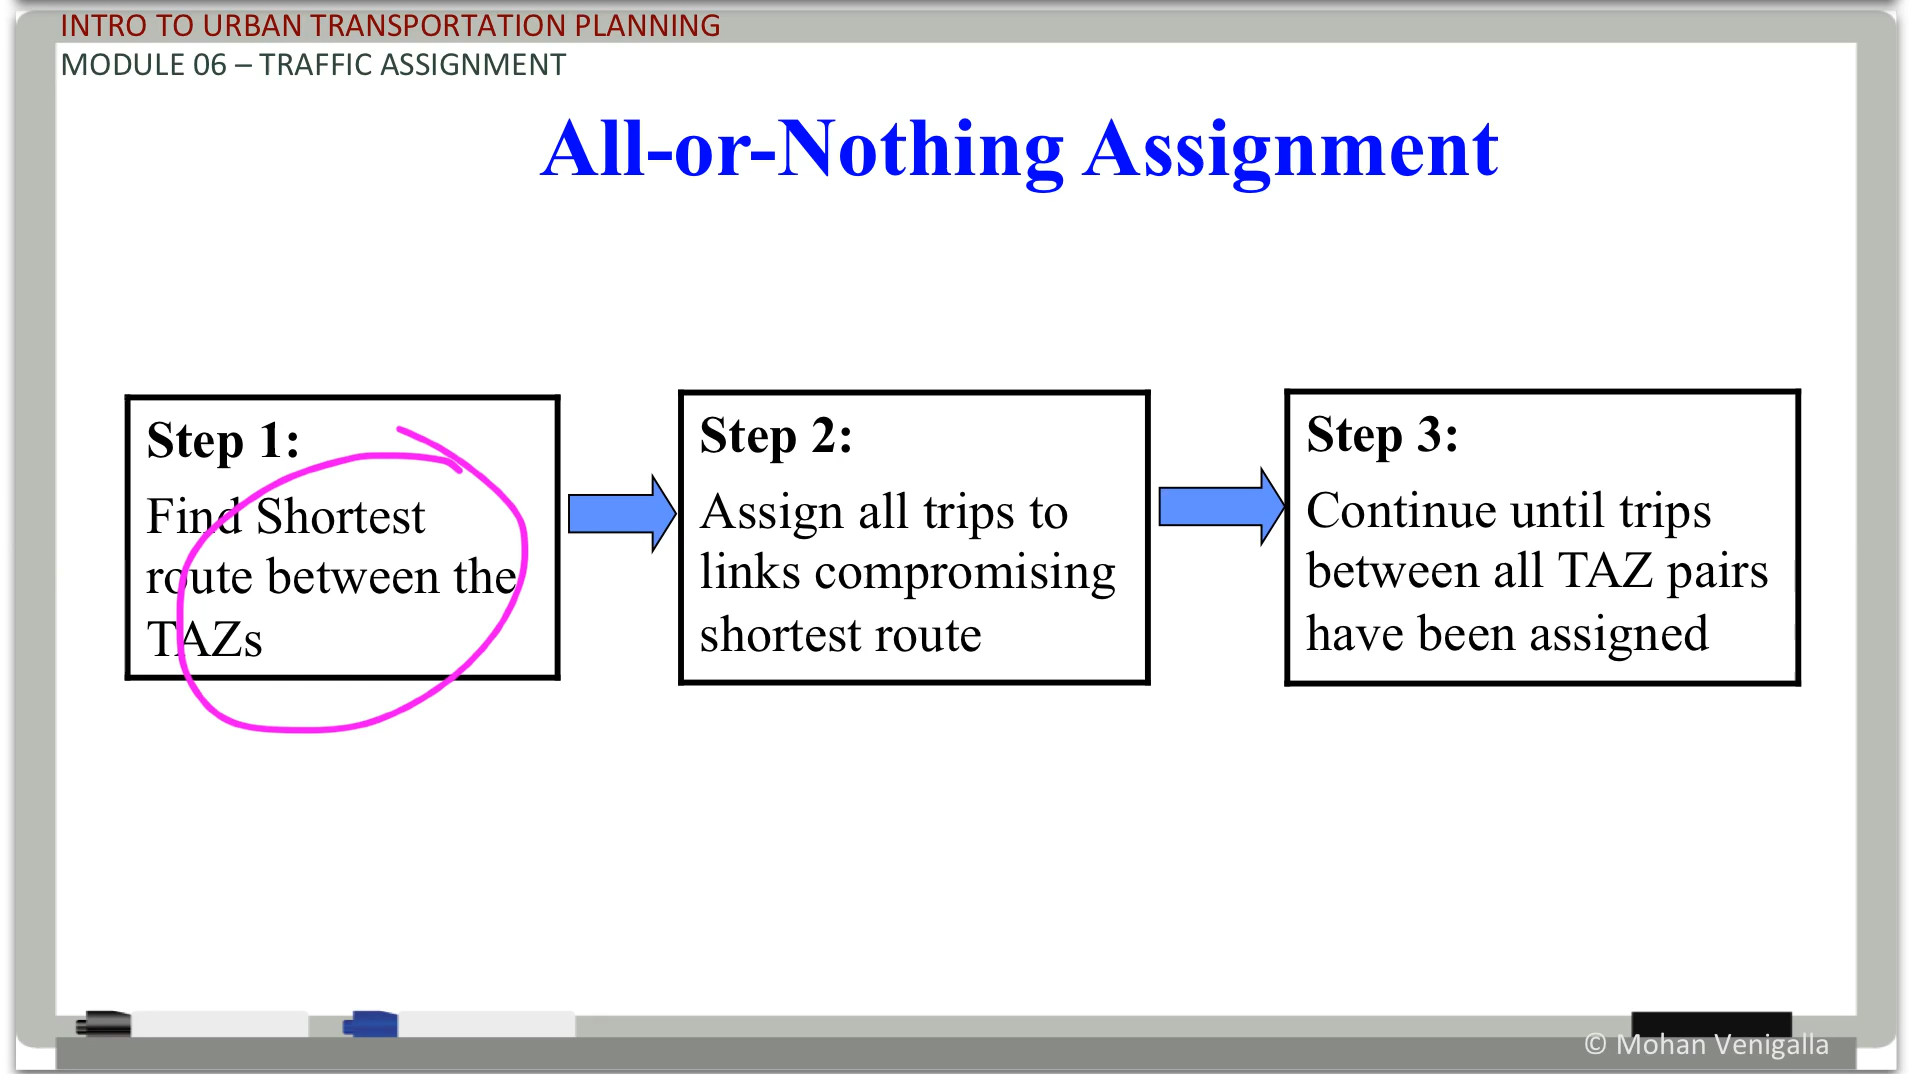 INTRO TO URBAN TRANSPORTATION PLANNING
MODULE 06 – TRAFFIC ASSIGNMENT
All-or-Nothing Assignment
Step 1:
Find Shortest
route between the
TAZs
Step 2:
Assign all trips to
links compromising
shortest route
Step 3:
Continue until trips
between all TAZ pairs
have been assigned
© Mohan Venigalla